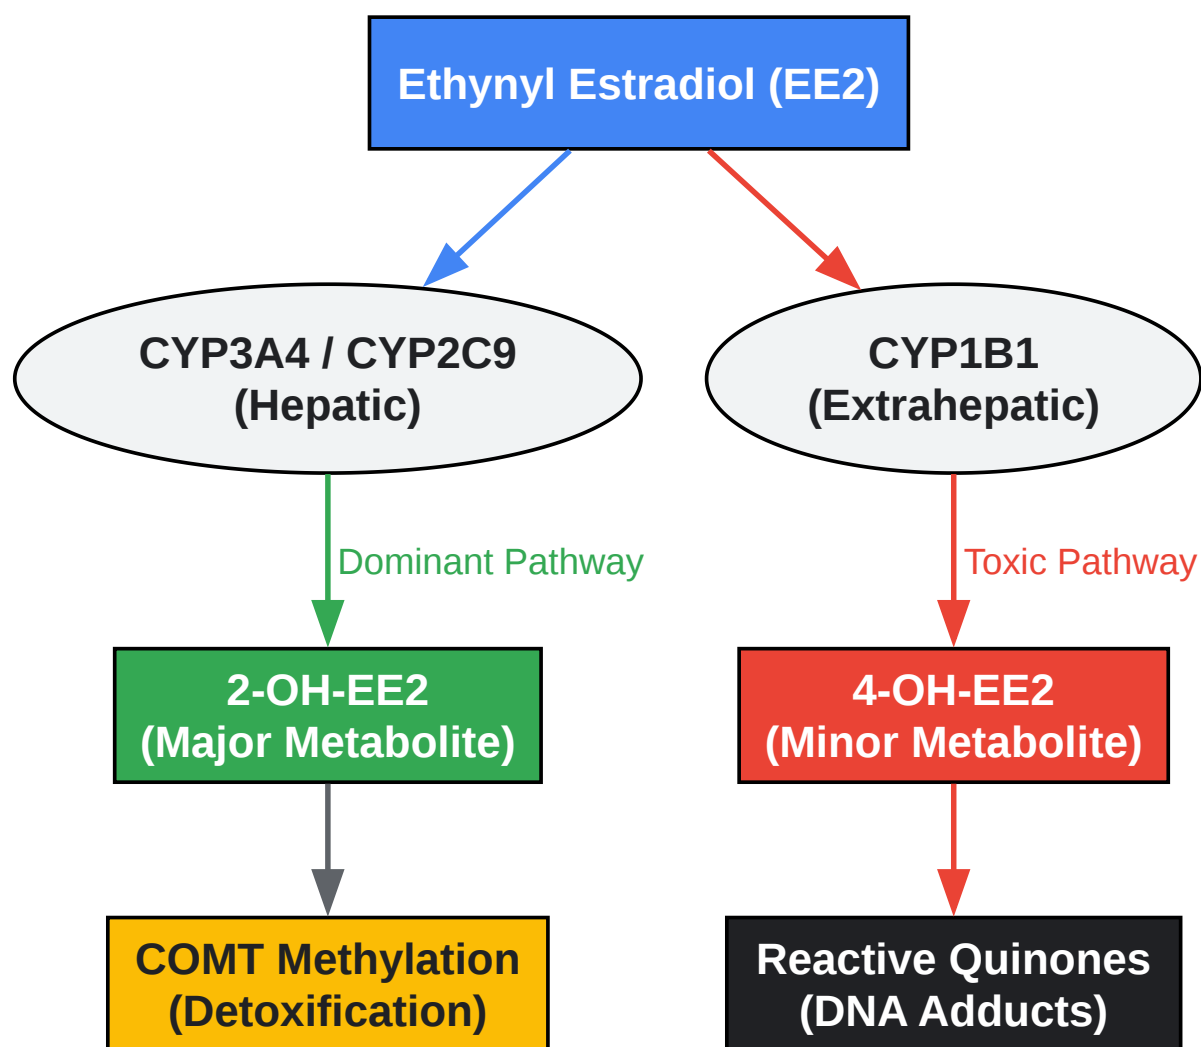 Ethynyl Estradiol (EE2)
CYP3A4 / CYP2C9
(Hepatic)
CYP1B1
(Extrahepatic)
Dominant Pathway
Toxic Pathway
2-OH-EE2
(Major Metabolite)
4-OH-EE2
(Minor Metabolite)
COMT Methylation
(Detoxification)
Reactive Quinones
(DNA Adducts)